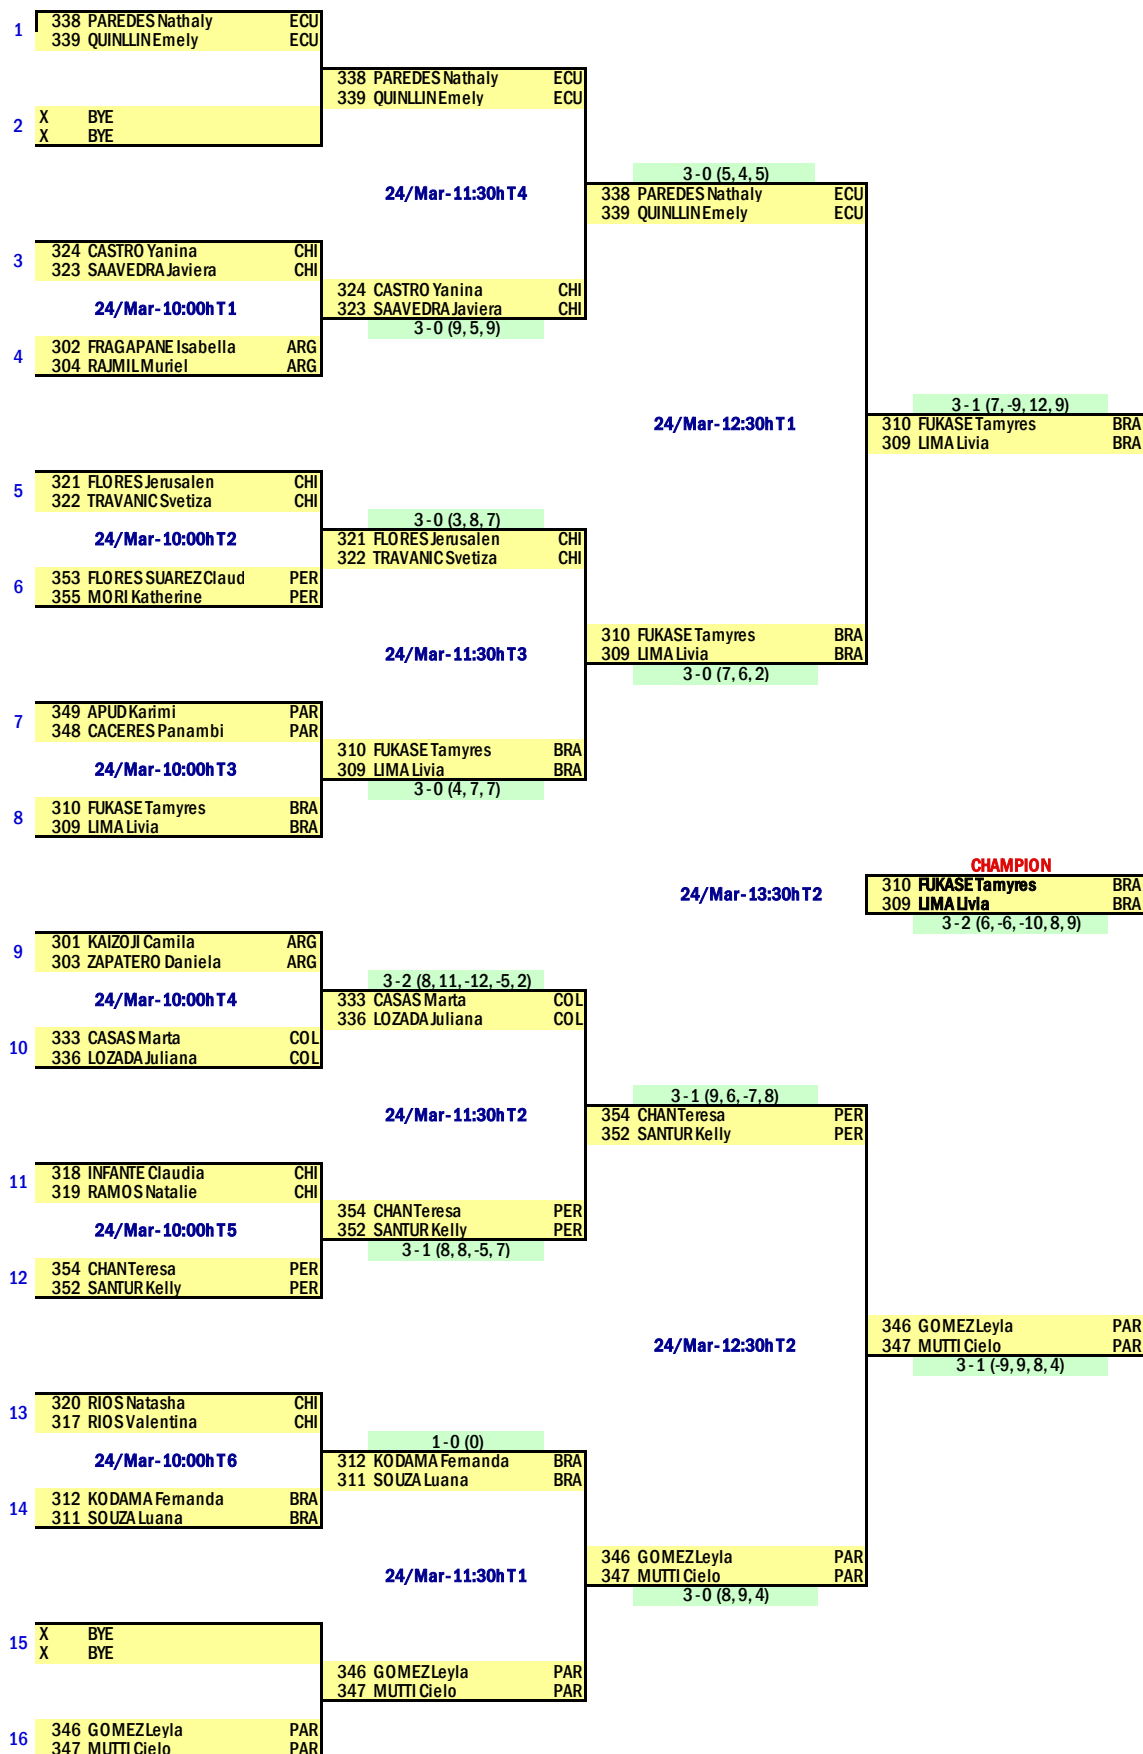 1
338 PAREDES Nathaly ECU
339 QUINLLIN Emely ECU
338 PAREDES Nathaly ECU
339 QUINLLIN Emely ECU
2
X BYE
X BYE
24/Mar-11:30h T4
3-0 (5, 4, 5)
338 PAREDES Nathaly ECU
339 QUINLLIN Emely ECU
3
324 CASTRO Yanina CHI
323 SAAVEDRA Javiera CHI
24/Mar-10:00h T1
324 CASTRO Yanina CHI
323 SAAVEDRA Javiera CHI
3-0 (9, 5, 9)
4
302 FRAGAPANE Isabella ARG
304 RAJMIL Muriel ARG
24/Mar-12:30h T1
3-1 (7, -9, 12, 9)
310 FUKASE Tamyres BRA
309 LIMA Livia BRA
5
321 FLORES Jerusalen CHI
322 TRAVANIC Svetiza CHI
24/Mar-10:00h T2
3-0 (3, 8, 7)
321 FLORES Jerusalen CHI
322 TRAVANIC Svetiza CHI
6
353 FLORES SUAREZ Claud PER
355 MORI Katherine PER
24/Mar-11:30h T3
310 FUKASE Tamyres BRA
309 LIMA Livia BRA
3-0 (7, 6, 2)
7
349 APUD Karimi PAR
348 CACERES Panambi PAR
24/Mar-10:00h T3
310 FUKASE Tamyres BRA
309 LIMA Livia BRA
3-0 (4, 7, 7)
8
310 FUKASE Tamyres BRA
309 LIMA Livia BRA
CHAMPION
24/Mar-13:30h T2
310 FUKASE Tamyres BRA
309 LIMA Livia BRA
3-2 (6, -6, -10, 8, 9)
9
301 KAIZOJI Camila ARG
303 ZAPATERO Daniela ARG
24/Mar-10:00h T4
3-2 (8, 11, -12, -5, 2)
333 CASAS Marta COL
336 LOZADA Juliana COL
10
333 CASAS Marta COL
336 LOZADA Juliana COL
24/Mar-11:30h T2
3-1 (9, 6, -7, 8)
354 CHAN Teresa PER
352 SANTUR Kelly PER
11
318 INFANTE Claudia CHI
319 RAMOS Natalie CHI
24/Mar-10:00h T5
354 CHAN Teresa PER
352 SANTUR Kelly PER
3-1 (8, 8, -5, 7)
12
354 CHAN Teresa PER
352 SANTUR Kelly PER
24/Mar-12:30h T2
346 GOMEZ Leyla PAR
347 MUTTI Cielo PAR
3-1 (-9, 9, 8, 4)
13
320 RIOS Natasha CHI
317 RIOS Valentina CHI
24/Mar-10:00h T6
1-0 (0)
312 KODAMA Fernanda BRA
311 SOUZA Luana BRA
14
312 KODAMA Fernanda BRA
311 SOUZA Luana BRA
24/Mar-11:30h T1
346 GOMEZ Leyla PAR
347 MUTTI Cielo PAR
3-0 (8, 9, 4)
15
X BYE
X BYE
346 GOMEZ Leyla PAR
347 MUTTI Cielo PAR
16
346 GOMEZ Leyla PAR
347 MUTTI Cielo PAR